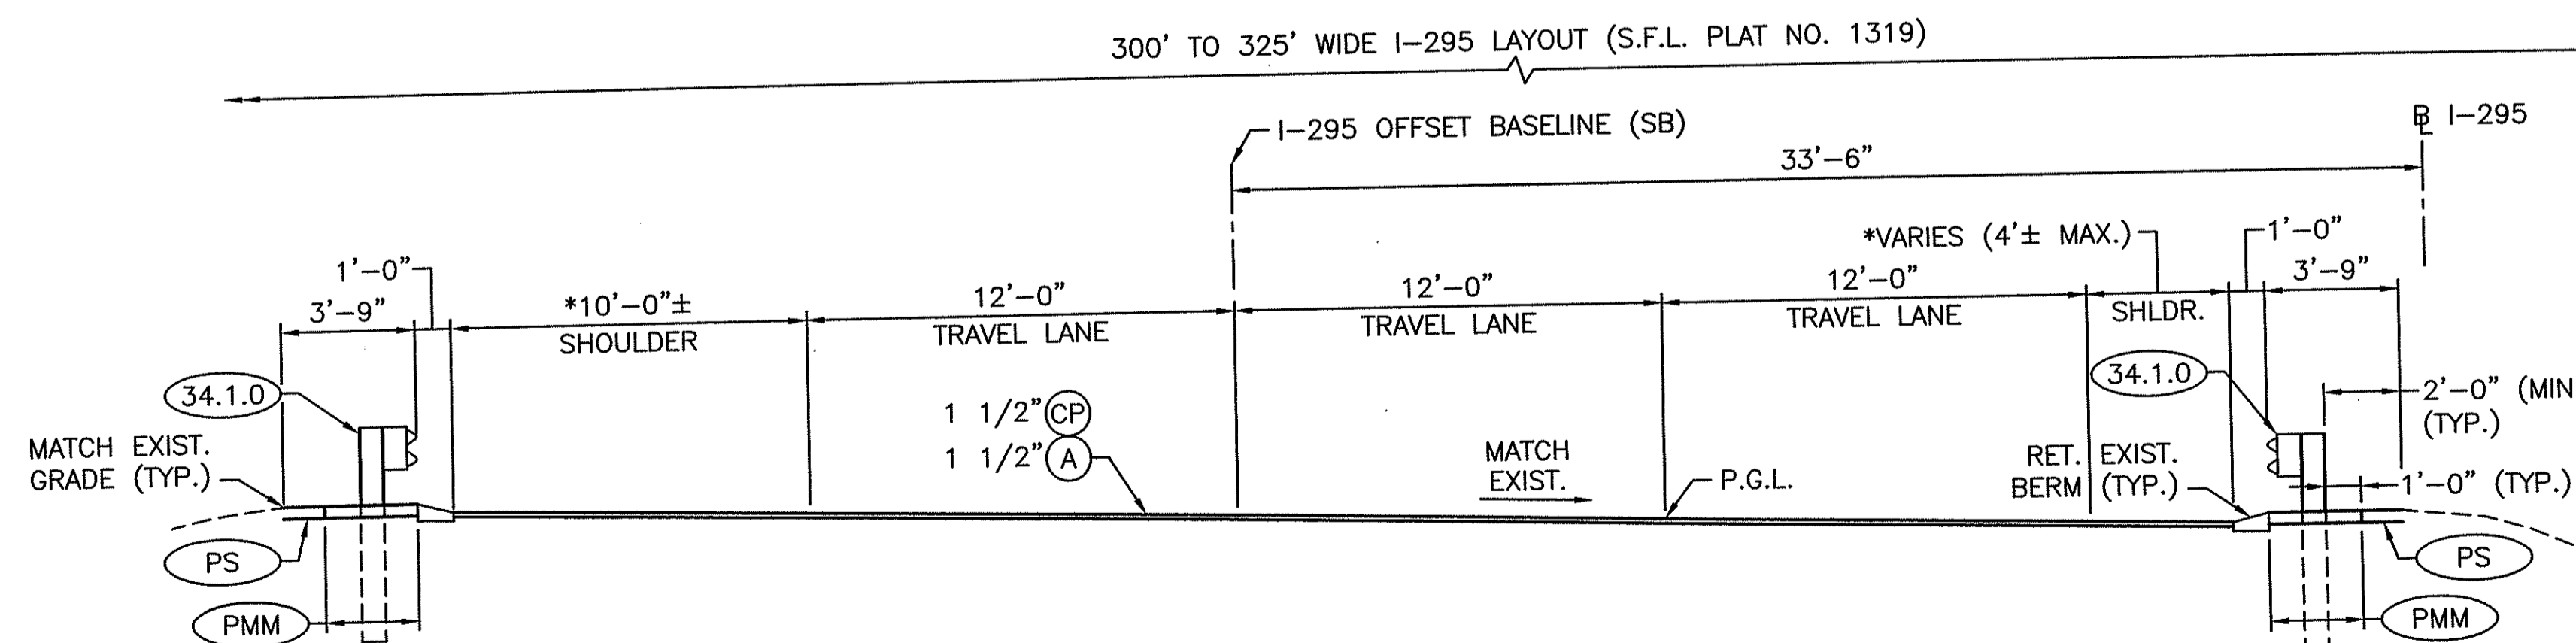 300' TO 325' WIDE I-295 LAYOUT (S.F.L. PLAT NO. 1319)
I-295 OFFSET BASELINE (SB)
℄ I-295
33'-6"
*VARIES (4'± MAX.)
1'-0"
1'-0"
3'-9"
*10'-0"±
SHOULDER
12'-0"
TRAVEL LANE
12'-0"
TRAVEL LANE
12'-0"
TRAVEL LANE
SHLDR.
3'-9"
34.1.0
34.1.0
1 1/2" CP
1 1/2" A
2'-0" (MIN
(TYP.)
MATCH EXIST.
GRADE (TYP.)
MATCH
EXIST.
P.G.L.
RET. EXIST.
BERM (TYP.)
1'-0" (TYP.)
PS
PS
PMM
PMM